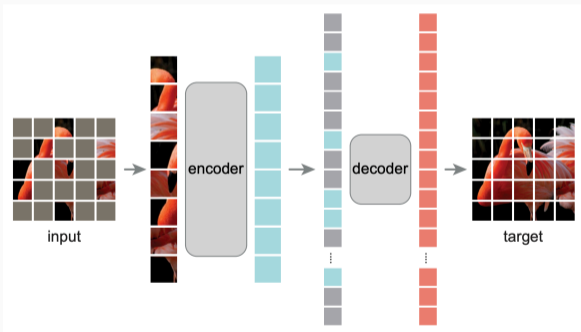 encoder
decoder
input
target